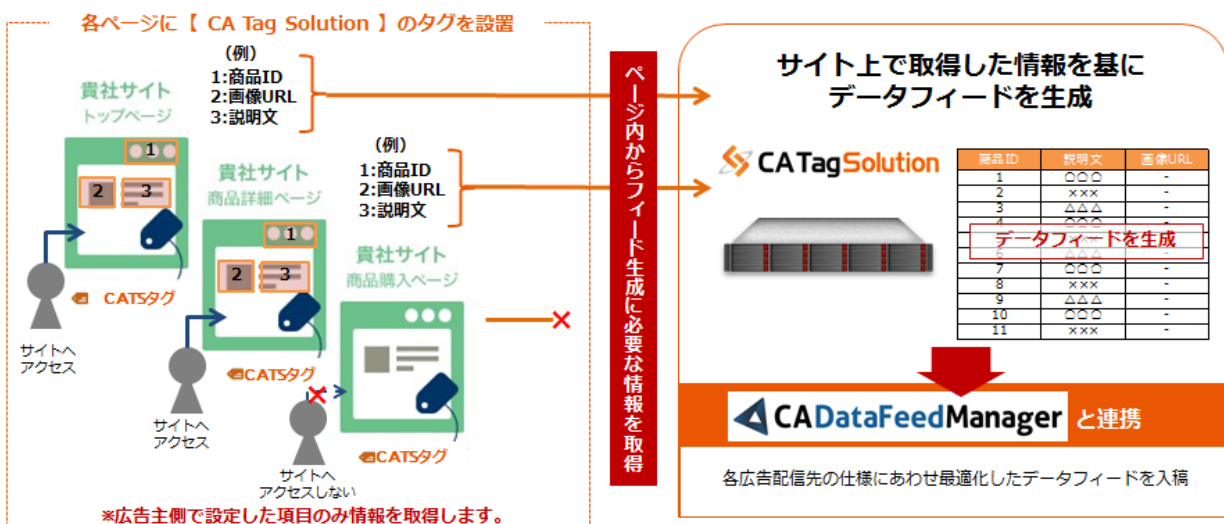 各ページに【 CA Tag Solution 】のタグを設置
（例）
1:商品ID
2:画像URL
3:説明文
貴社サイト
トップページ
1
2 3
CATSタグ
サイトへ
アクセス
（例）
1:商品ID
2:画像URL
3:説明文
貴社サイト
商品詳細ページ
1
2 3
CATSタグ
サイトへ
アクセス
貴社サイト
商品購入ページ
CATSタグ
サイトへ
アクセスしない
※広告主側で設定した項目のみ情報を取得します。
ページ内からフィード生成に必要な情報を取得
サイト上で取得した情報を基に
データフィードを生成
CATagSolution
商品ID 説明文 画像URL
1 ○○○ -
2 ××× -
3 △△△ -
4 ○○○ -
データフィードを生成
6 △△△ -
7 ○○○ -
8 ××× -
9 △△△ -
10 ○○○ -
11 ××× -
CADataFeedManager と連携
各広告配信先の仕様にあわせ最適化したデータフィードを入稿